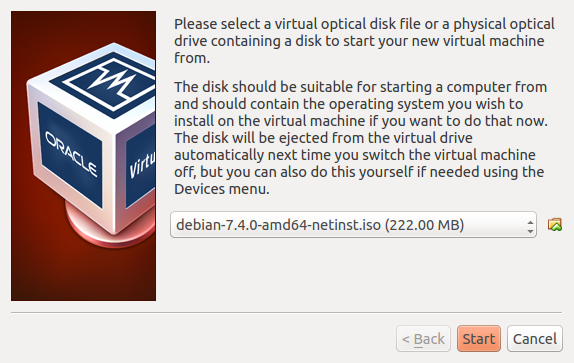 Please select a virtual optical disk file or a physical optical
drive containing a disk to start your new virtual machine
from.
The disk should be suitable for starting a computer from
and should contain the operating system you wish to
install on the virtual machine if you want to do that now.
The disk will be ejected from the virtual drive
automatically next time you switch the virtual machine
off, but you can also do this yourself if needed using the
Devices menu.
ORACLE
Virtu
debian-7.4.0-amd64-netinst.iso (222.00 MB)
< Back
Start
Cancel